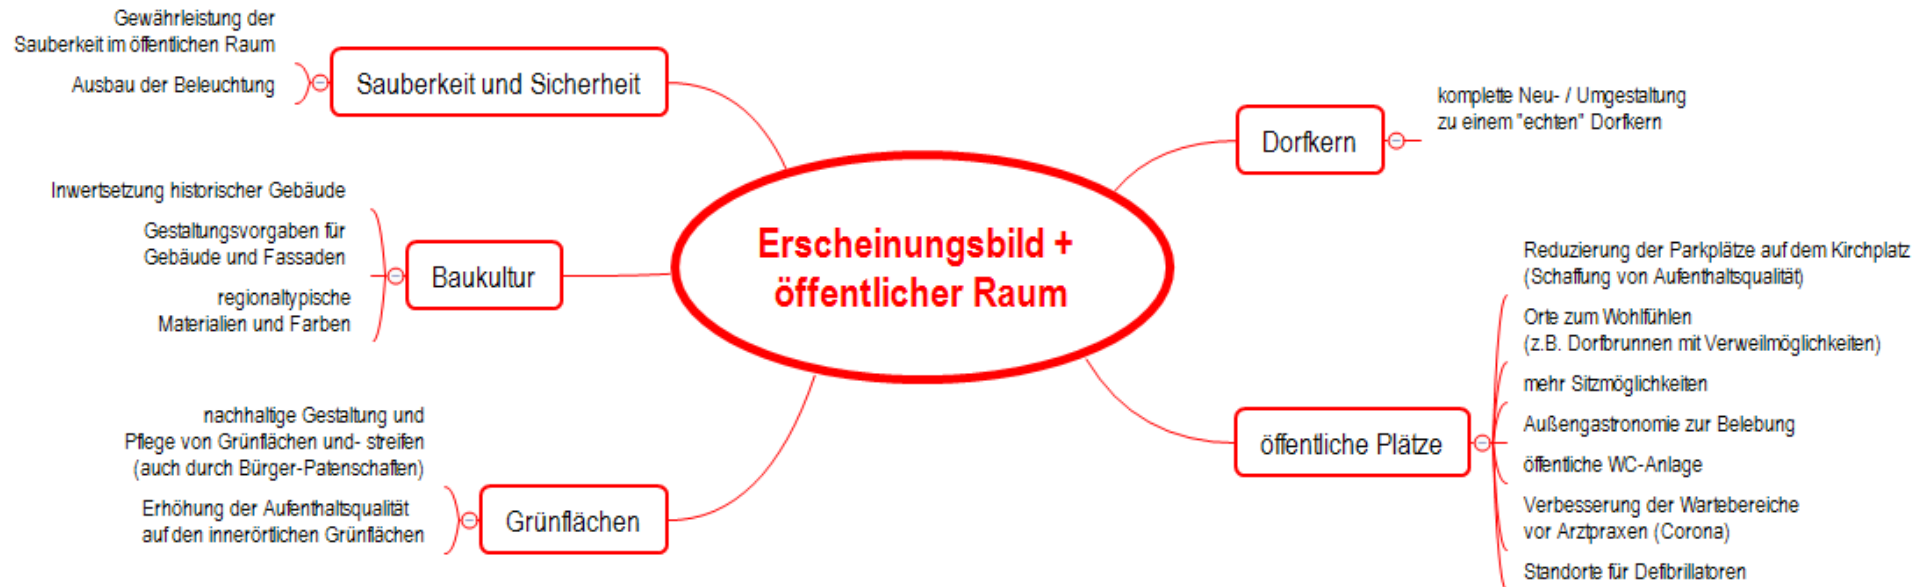 Erscheinungsbild +
öffentlicher Raum
Sauberkeit und Sicherheit
Gewährleistung der
Sauberkeit im öffentlichen Raum
Ausbau der Beleuchtung
Baukultur
Inwertsetzung historischer Gebäude
Gestaltungsvorgaben für
Gebäude und Fassaden
regionaltypische
Materialien und Farben
Grünflächen
nachhaltige Gestaltung und
Pflege von Grünflächen und- streifen
(auch durch Bürger-Patenschaften)
Erhöhung der Aufenthaltsqualität
auf den innerörtlichen Grünflächen
Dorfkern
komplette Neu- / Umgestaltung
zu einem "echten" Dorfkern
öffentliche Plätze
Reduzierung der Parkplätze auf dem Kirchplatz
(Schaffung von Aufenthaltsqualität)
Orte zum Wohlfühlen
(z.B. Dorfbrunnen mit Verweilmöglichkeiten)
mehr Sitzmöglichkeiten
Außengastronomie zur Belebung
öffentliche WC-Anlage
Verbesserung der Wartebereiche
vor Arztpraxen (Corona)
Standorte für Defibrillatoren